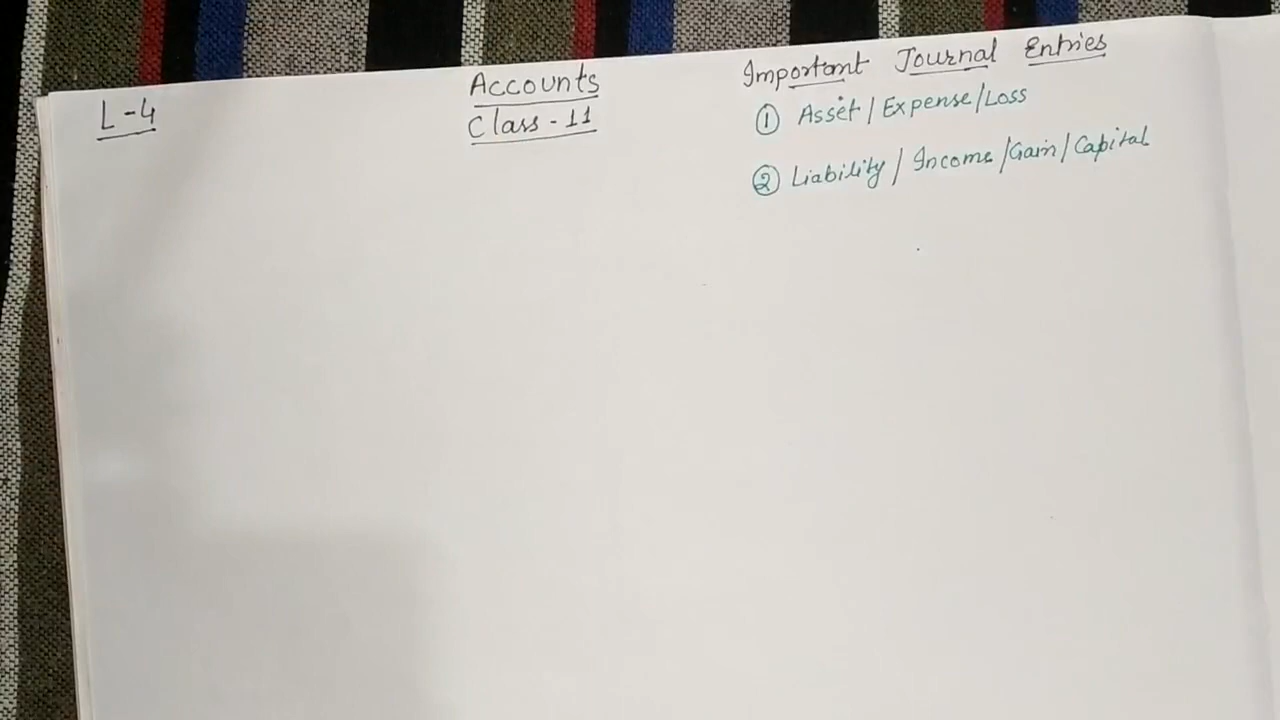 L-4
Accounts
Class - 11
Important Journal Entries
① Asset / Expense / Loss
② Liability / Income / Gain / Capital